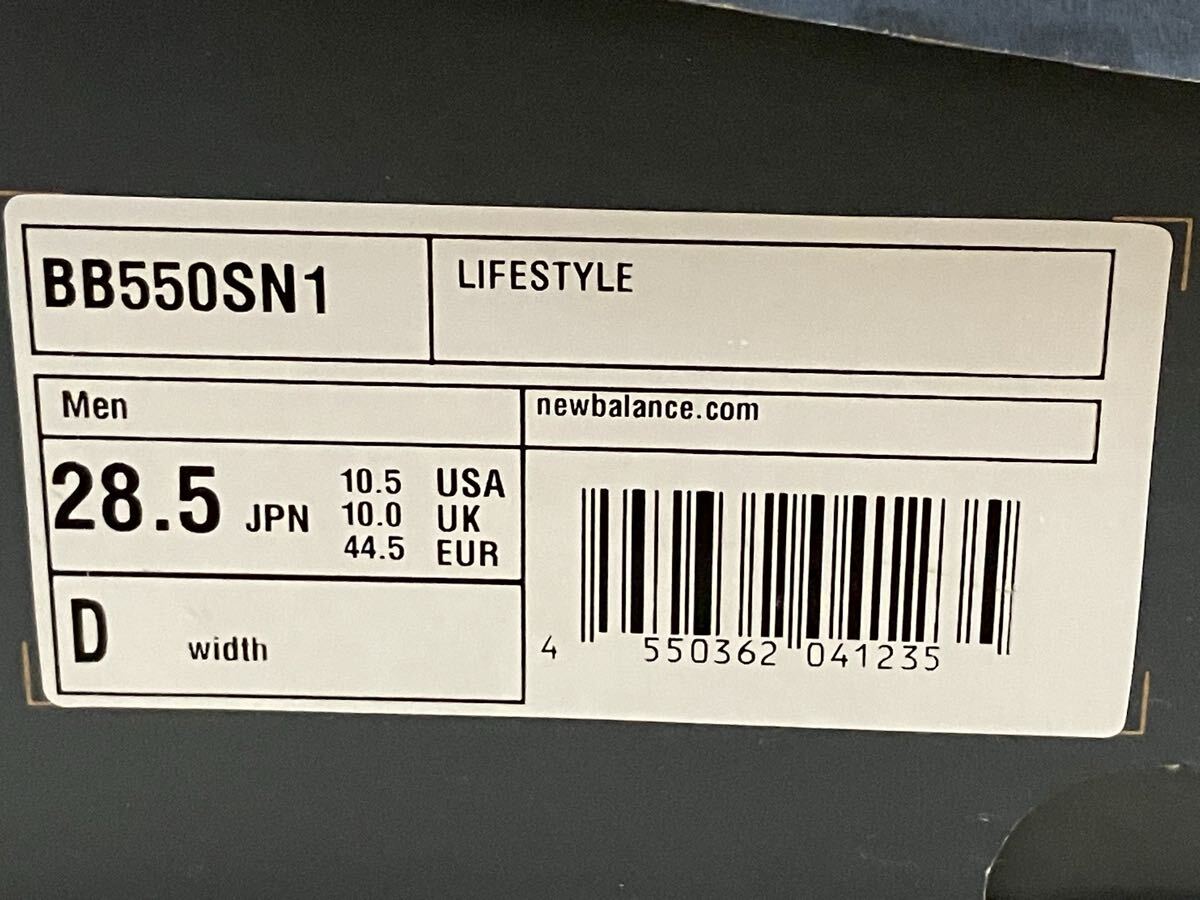 BB550SN1
LIFESTYLE
Men
newbalance.com
28.5 JPN
10.5 USA
10.0 UK
44.5 EUR
D width
4 550362 041235